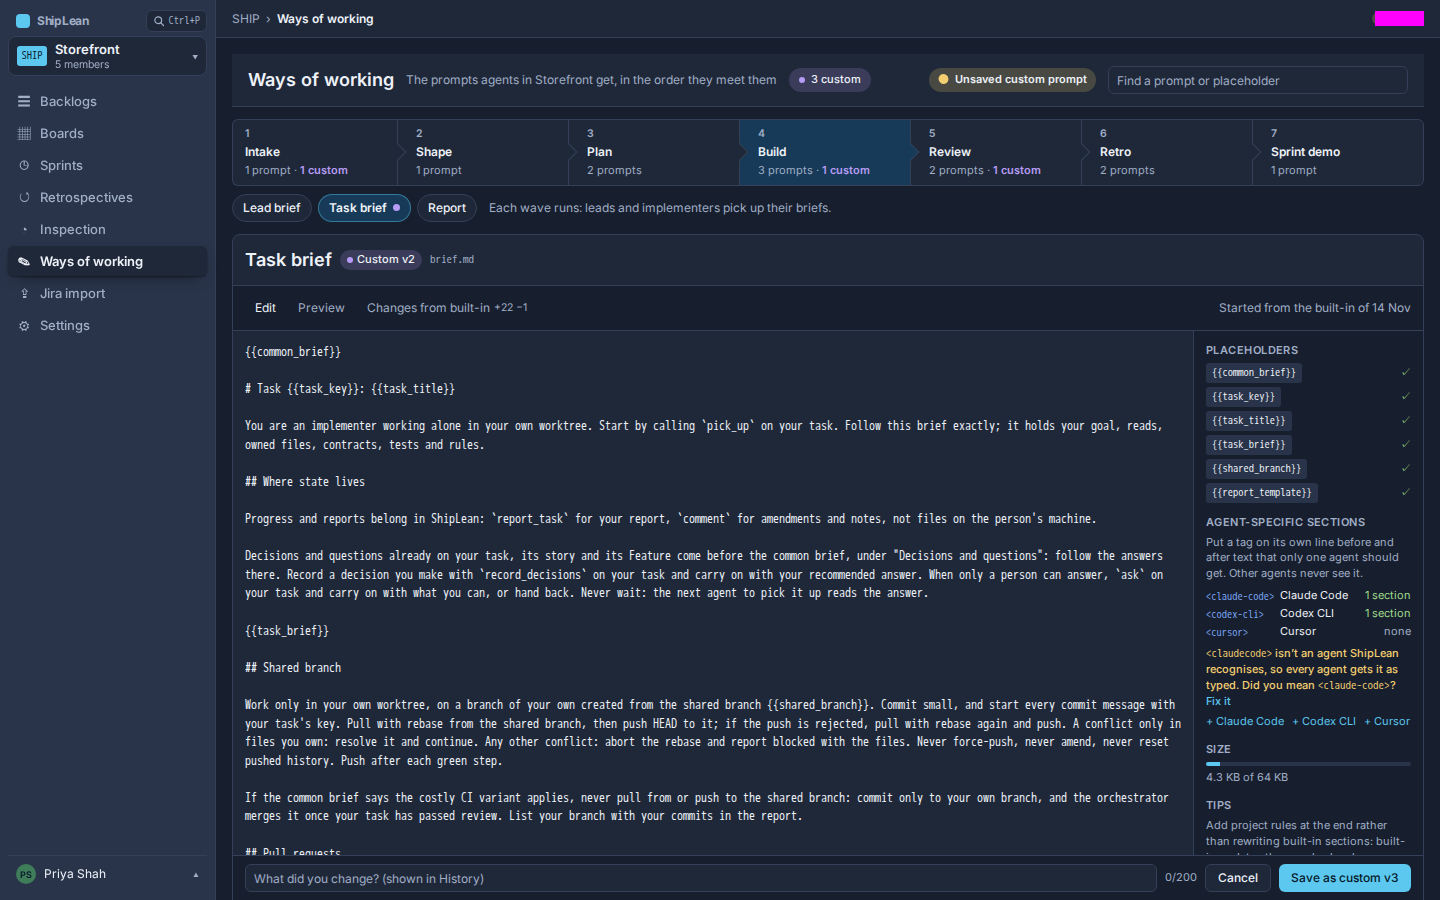 ShipLean
Ctrl+P
SHIP
Storefront
5 members
Backlogs
Boards
Sprints
Retrospectives
Inspection
Ways of working
Jira import
Settings
PS
Priya Shah
SHIP › Ways of working
Ways of working
The prompts agents in Storefront get, in the order they meet them
3 custom
Unsaved custom prompt
Find a prompt or placeholder
1
Intake
1 prompt · 1 custom
2
Shape
1 prompt
3
Plan
2 prompts
4
Build
3 prompts · 1 custom
5
Review
2 prompts · 1 custom
6
Retro
2 prompts
7
Sprint demo
1 prompt
Lead brief
Task brief
Report
Each wave runs: leads and implementers pick up their briefs.
Task brief
Custom v2
brief.md
Edit
Preview
Changes from built-in +22 −1
Started from the built-in of 14 Nov
{{common_brief}}
# Task {{task_key}}: {{task_title}}
You are an implementer working alone in your own worktree. Start by calling `pick_up` on your task. Follow this brief exactly; it holds your goal, reads,
owned files, contracts, tests and rules.
## Where state lives
Progress and reports belong in ShipLean: `report_task` for your report, `comment` for amendments and notes, not files on the person's machine.
Decisions and questions already on your task, its story and its Feature come before the common brief, under "Decisions and questions": follow the answers
there. Record a decision you make with `record_decisions` on your task and carry on with your recommended answer. When only a person can answer, `ask` on
your task and carry on with what you can, or hand back. Never wait: the next agent to pick it up reads the answer.
{{task_brief}}
## Shared branch
Work only in your own worktree, on a branch of your own created from the shared branch {{shared_branch}}. Commit small, and start every commit message with
your task's key. Pull with rebase from the shared branch, then push HEAD to it; if the push is rejected, pull with rebase again and push. A conflict only in
files you own: resolve it and continue. Any other conflict: abort the rebase and report blocked with the files. Never force-push, never amend, never reset
pushed history. Push after each green step.
If the common brief says the costly CI variant applies, never pull from or push to the shared branch: commit only to your own branch, and the orchestrator
merges it once your task has passed review. List your branch with your commits in the report.
## Pull requests
PLACEHOLDERS
{{common_brief}} ✓
{{task_key}} ✓
{{task_title}} ✓
{{task_brief}} ✓
{{shared_branch}} ✓
{{report_template}} ✓
AGENT-SPECIFIC SECTIONS
Put a tag on its own line before and
after text that only one agent should
get. Other agents never see it.
<claude-code> Claude Code 1 section
<codex-cli> Codex CLI 1 section
<cursor> Cursor none
<claudecode> isn't an agent ShipLean
recognises, so every agent gets it as
typed. Did you mean <claude-code>?
Fix it
+ Claude Code + Codex CLI + Cursor
SIZE
4.3 KB of 64 KB
TIPS
Add project rules at the end rather
than rewriting built-in sections: built-
What did you change? (shown in History)
0/200
Cancel
Save as custom v3